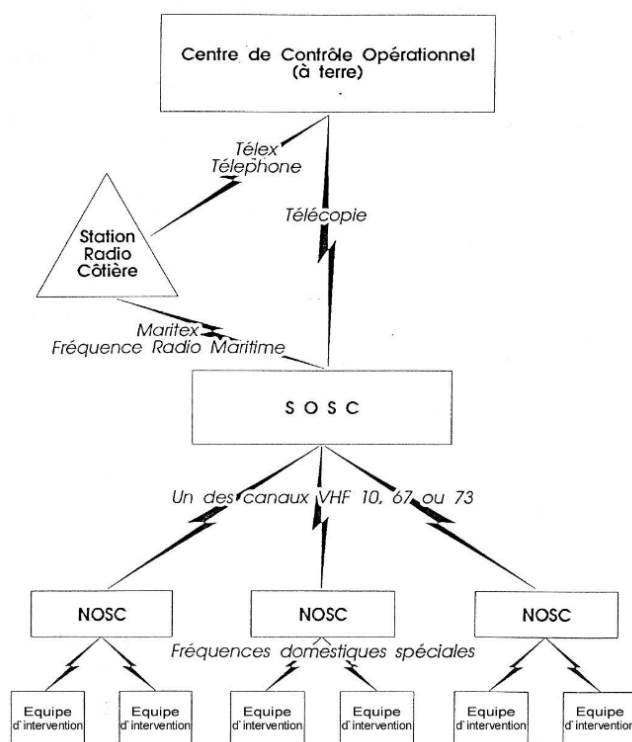 Centre de Contrôle Opérationnel
(à terre)
Télex
Télephone
Télécopie
Station
Radio
Côtière
Maritex
Fréquence Radio Maritime
S O S C
Un des canaux VHF 10, 67 ou 73
NOSC
NOSC
NOSC
Fréquences domestiques spéciales
Equipe
d'intervention
Equipe
d'intervention
Equipe
d'intervention
Equipe
d'intervention
Equipe
d'intervention
Equipe
d'intervention